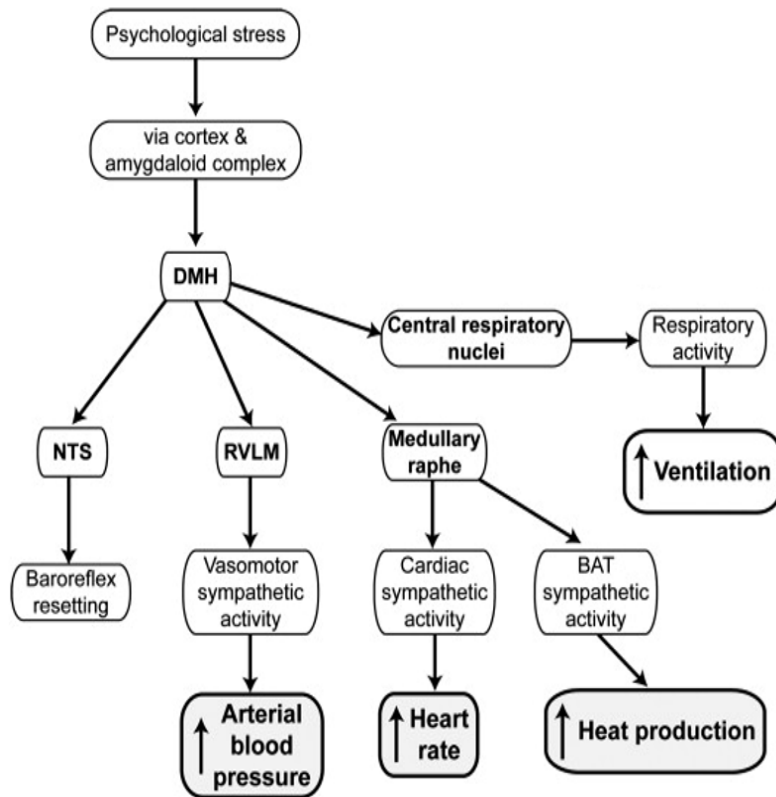 Psychological stress
via cortex &
amygdaloid complex
DMH
Central respiratory
nuclei
Respiratory
activity
NTS
RVLM
Medullary
raphe
Ventilation
Baroreflex
resetting
Vasomotor
sympathetic
activity
Cardiac
sympathetic
activity
BAT
sympathetic
activity
Arterial
blood
pressure
Heart
rate
Heat production